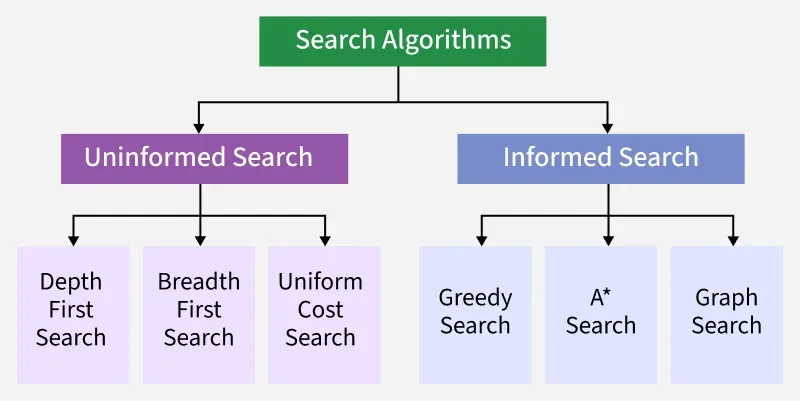 Search Algorithms
Uninformed Search
Informed Search
Depth
First
Search
Breadth
First
Search
Uniform
Cost
Search
Greedy
Search
A*
Search
Graph
Search